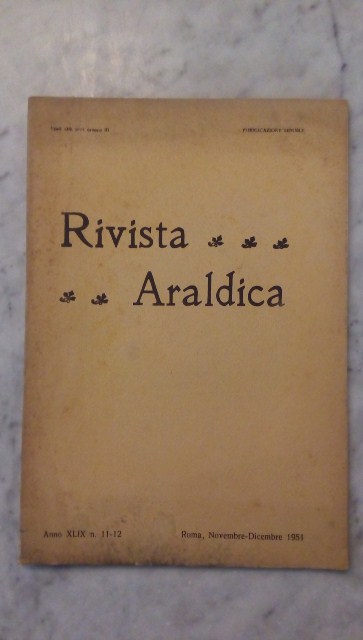 Rivista
Araldica
Anno XLIX n. 11-12
Roma, Novembre-Dicembre 1951